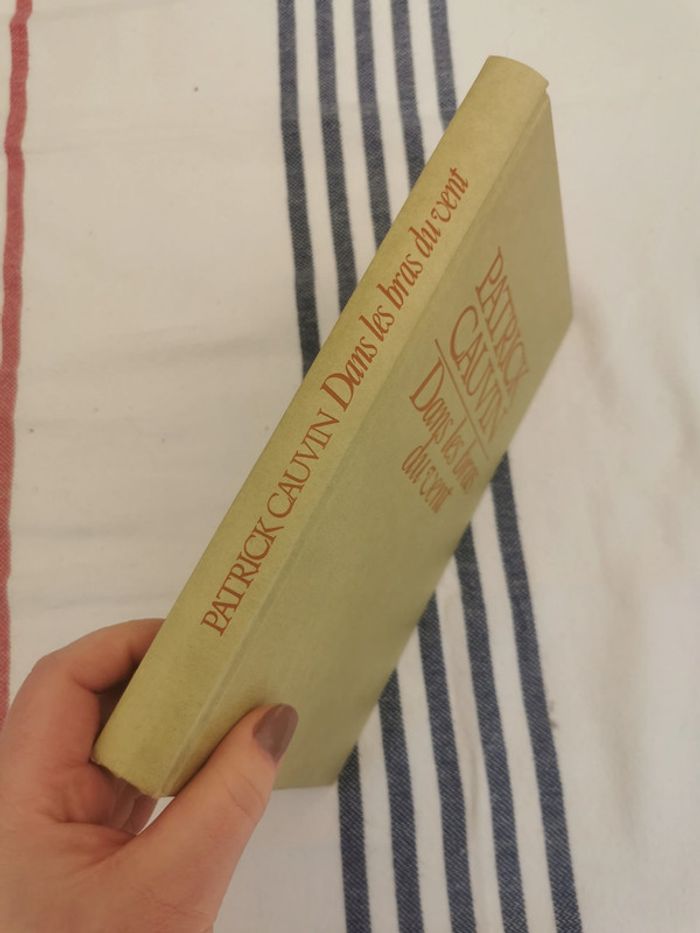 PATRICK CAUVIN Dans les bras du vent
PATRICK
CAUVIN
Dans les bras
du vent